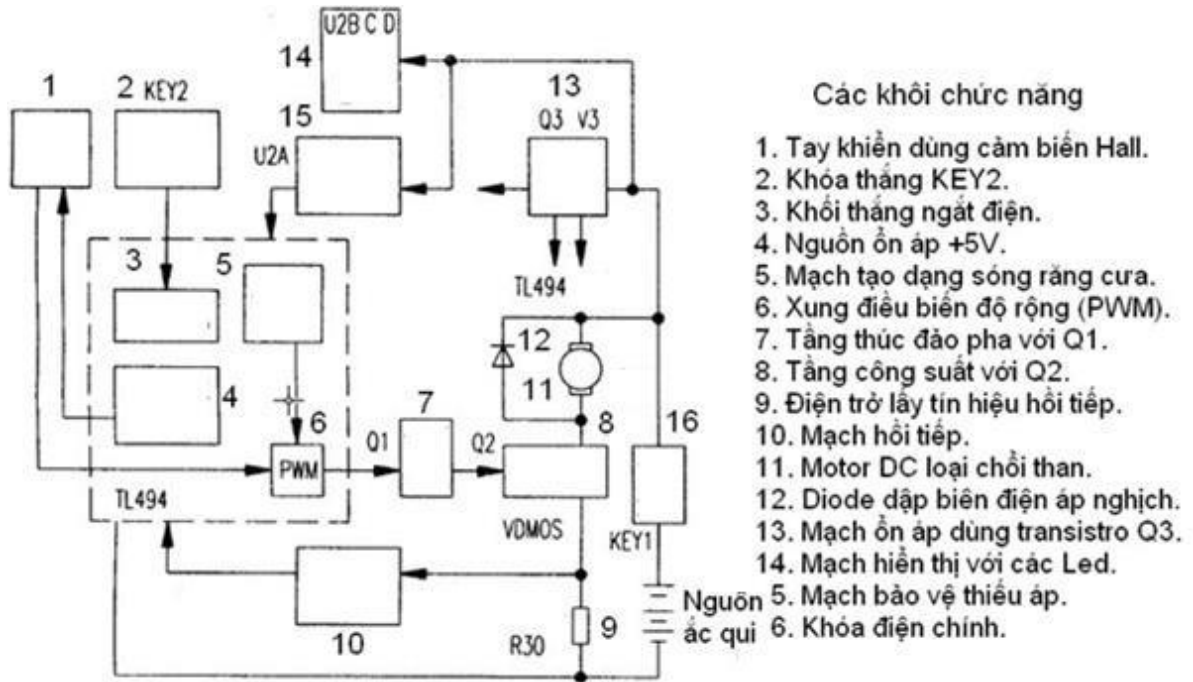 U2B C D
14
13
1
2 KEY2
Q3 V3
15
U2A
3
5
TL494
12
11
4
7
8
16
6
Q1
Q2
PWM
TL494
VDMOS
KEY1
Nguồn
ắc qui
10
R30
9
Các khối chức năng
1. Tay khiển dùng cảm biến Hall.
2. Khóa thắng KEY2.
3. Khối thắng ngắt điện.
4. Nguồn ổn áp +5V.
5. Mạch tạo dạng sóng răng cưa.
6. Xung điều biến độ rộng (PWM).
7. Tầng thúc đảo pha với Q1.
8. Tầng công suất với Q2.
9. Điện trở lấy tín hiệu hồi tiếp.
10. Mạch hồi tiếp.
11. Motor DC loại chổi than.
12. Diode dập biên điện áp nghịch.
13. Mạch ổn áp dùng transistro Q3.
14. Mạch hiển thị với các Led.
5. Mạch bảo vệ thiếu áp.
6. Khóa điện chính.